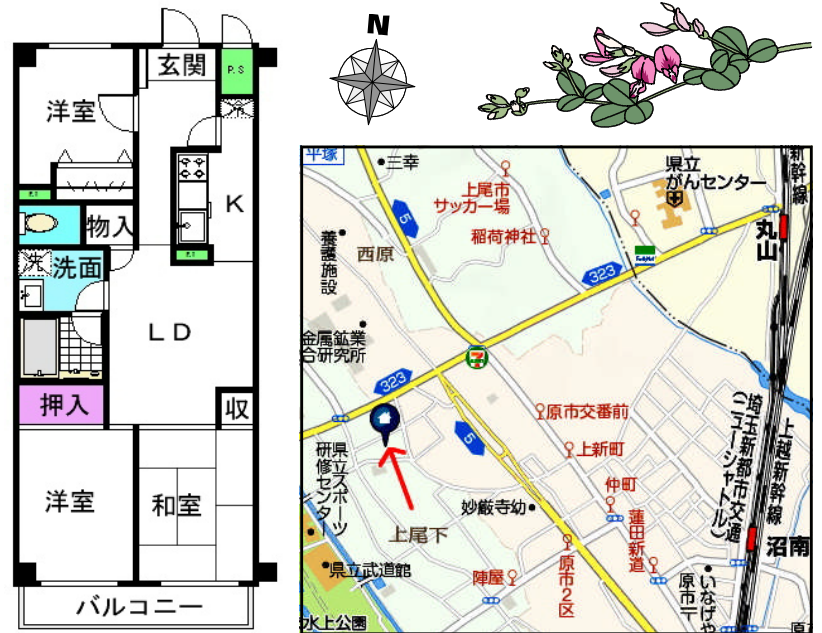 玄関
P.S
洋室
K
物入
洗
洗面
LD
押入
収
洋室
和室
バルコニー
N
平塚
三幸
上尾市
サッカー場
5
稲荷神社
西原
養護施設
県立
がんセンター
新幹線
丸山
323
金属鉱業
合研究所
7
323
原市交番前
5
上新町
仲町
蓮田新道
県立スポーツ
研修センター
上尾下
妙厳寺幼
県立武道館
陣屋
原市2区
水上公園
上越新幹線
埼玉新都市交通
(ニューシャトル)
沼南
いなげや
原市〒